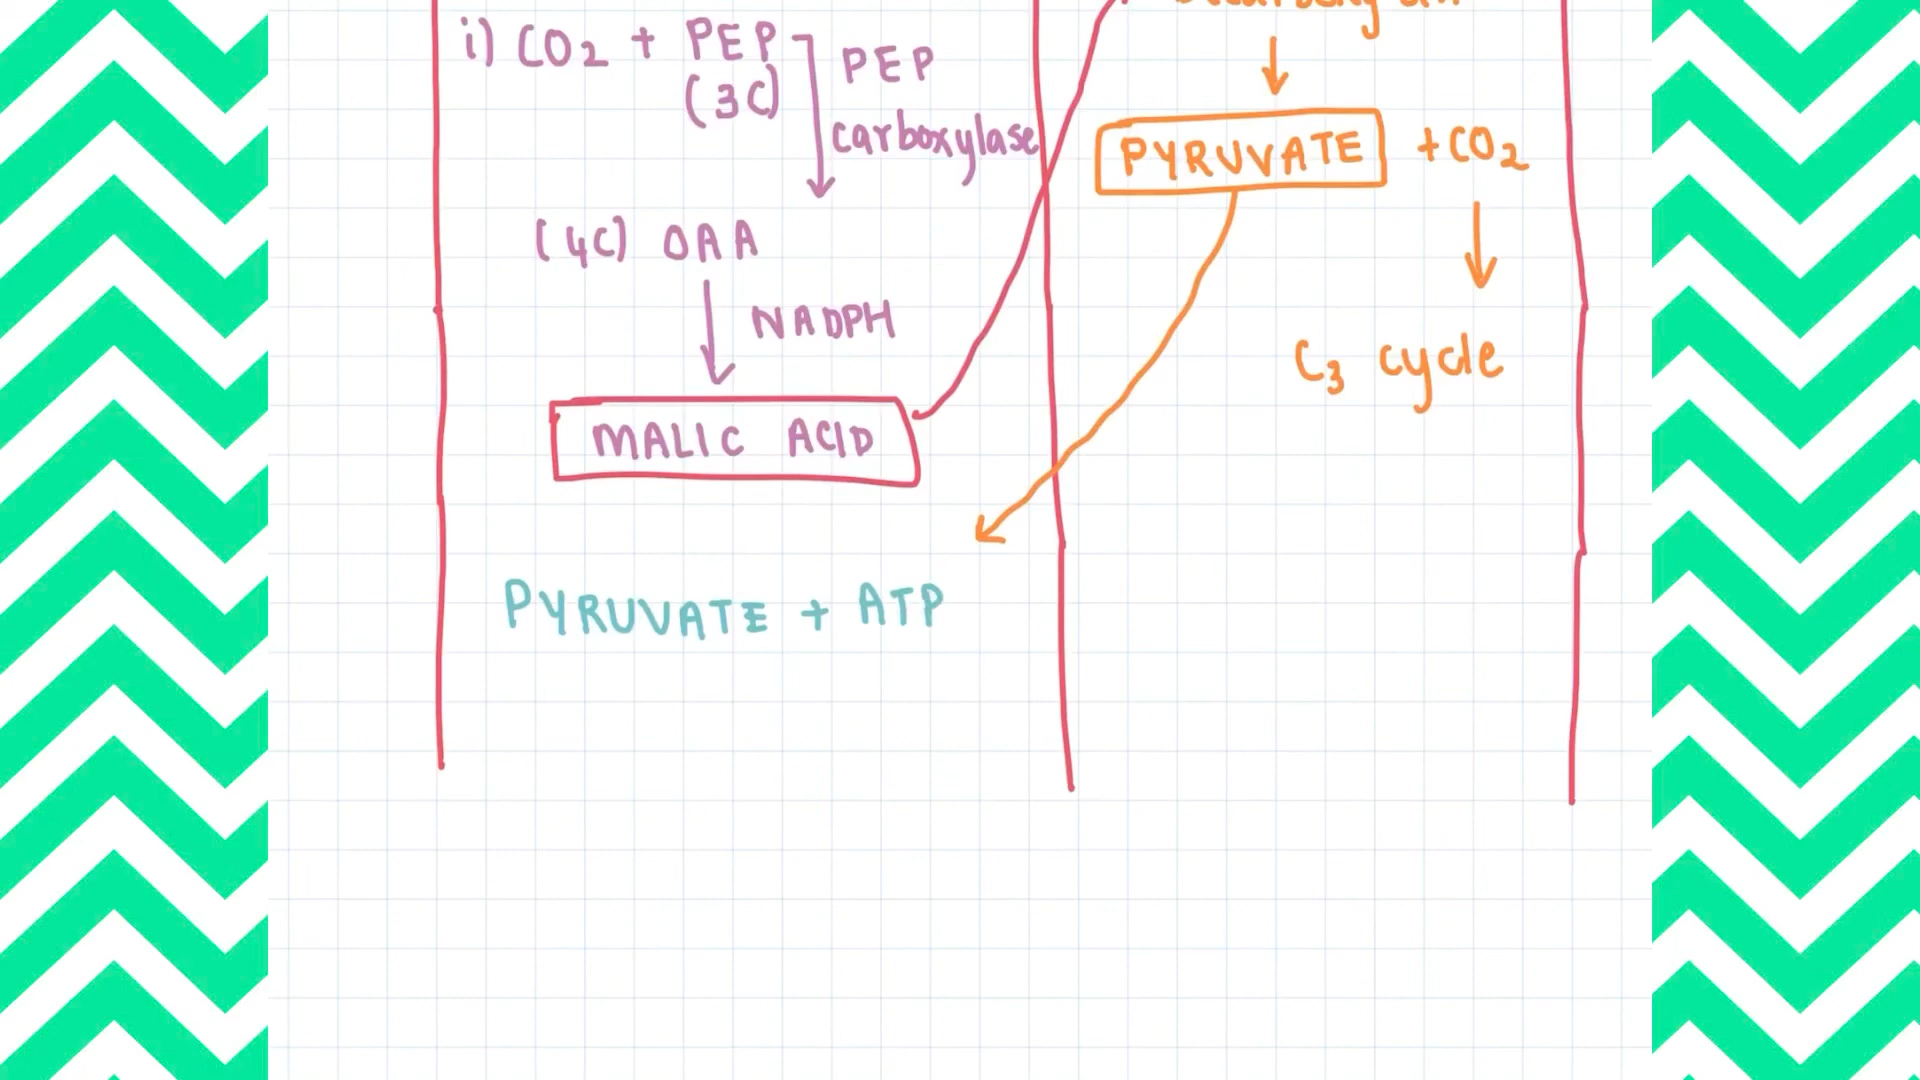 i) CO2 + PEP
(3C)
PEP
carboxylase
(4C) OAA
NADPH
MALIC ACID
PYRUVATE + CO2
C3 cycle
PYRUVATE + ATP